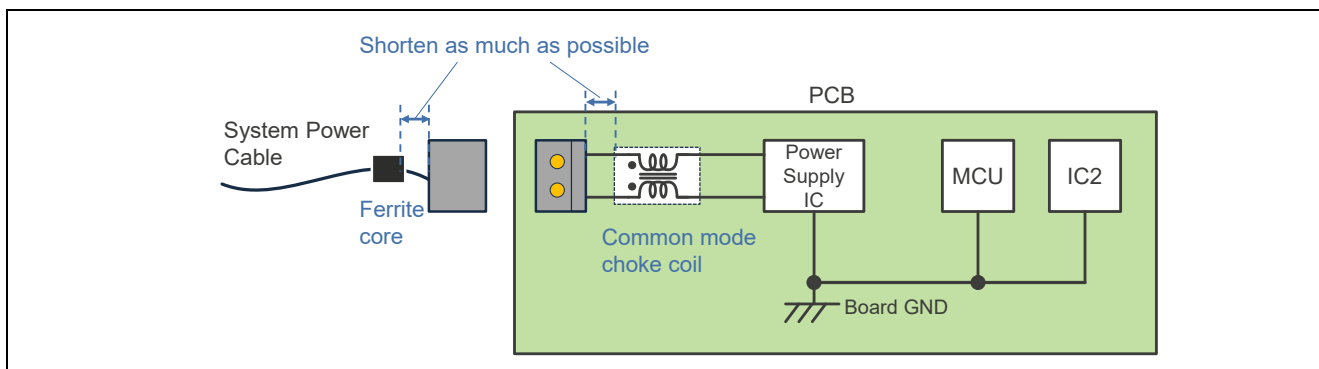 Shorten as much as possible
PCB
System Power
Cable
Ferrite
core
Common mode
choke coil
Power
Supply
IC
MCU
IC2
Board GND